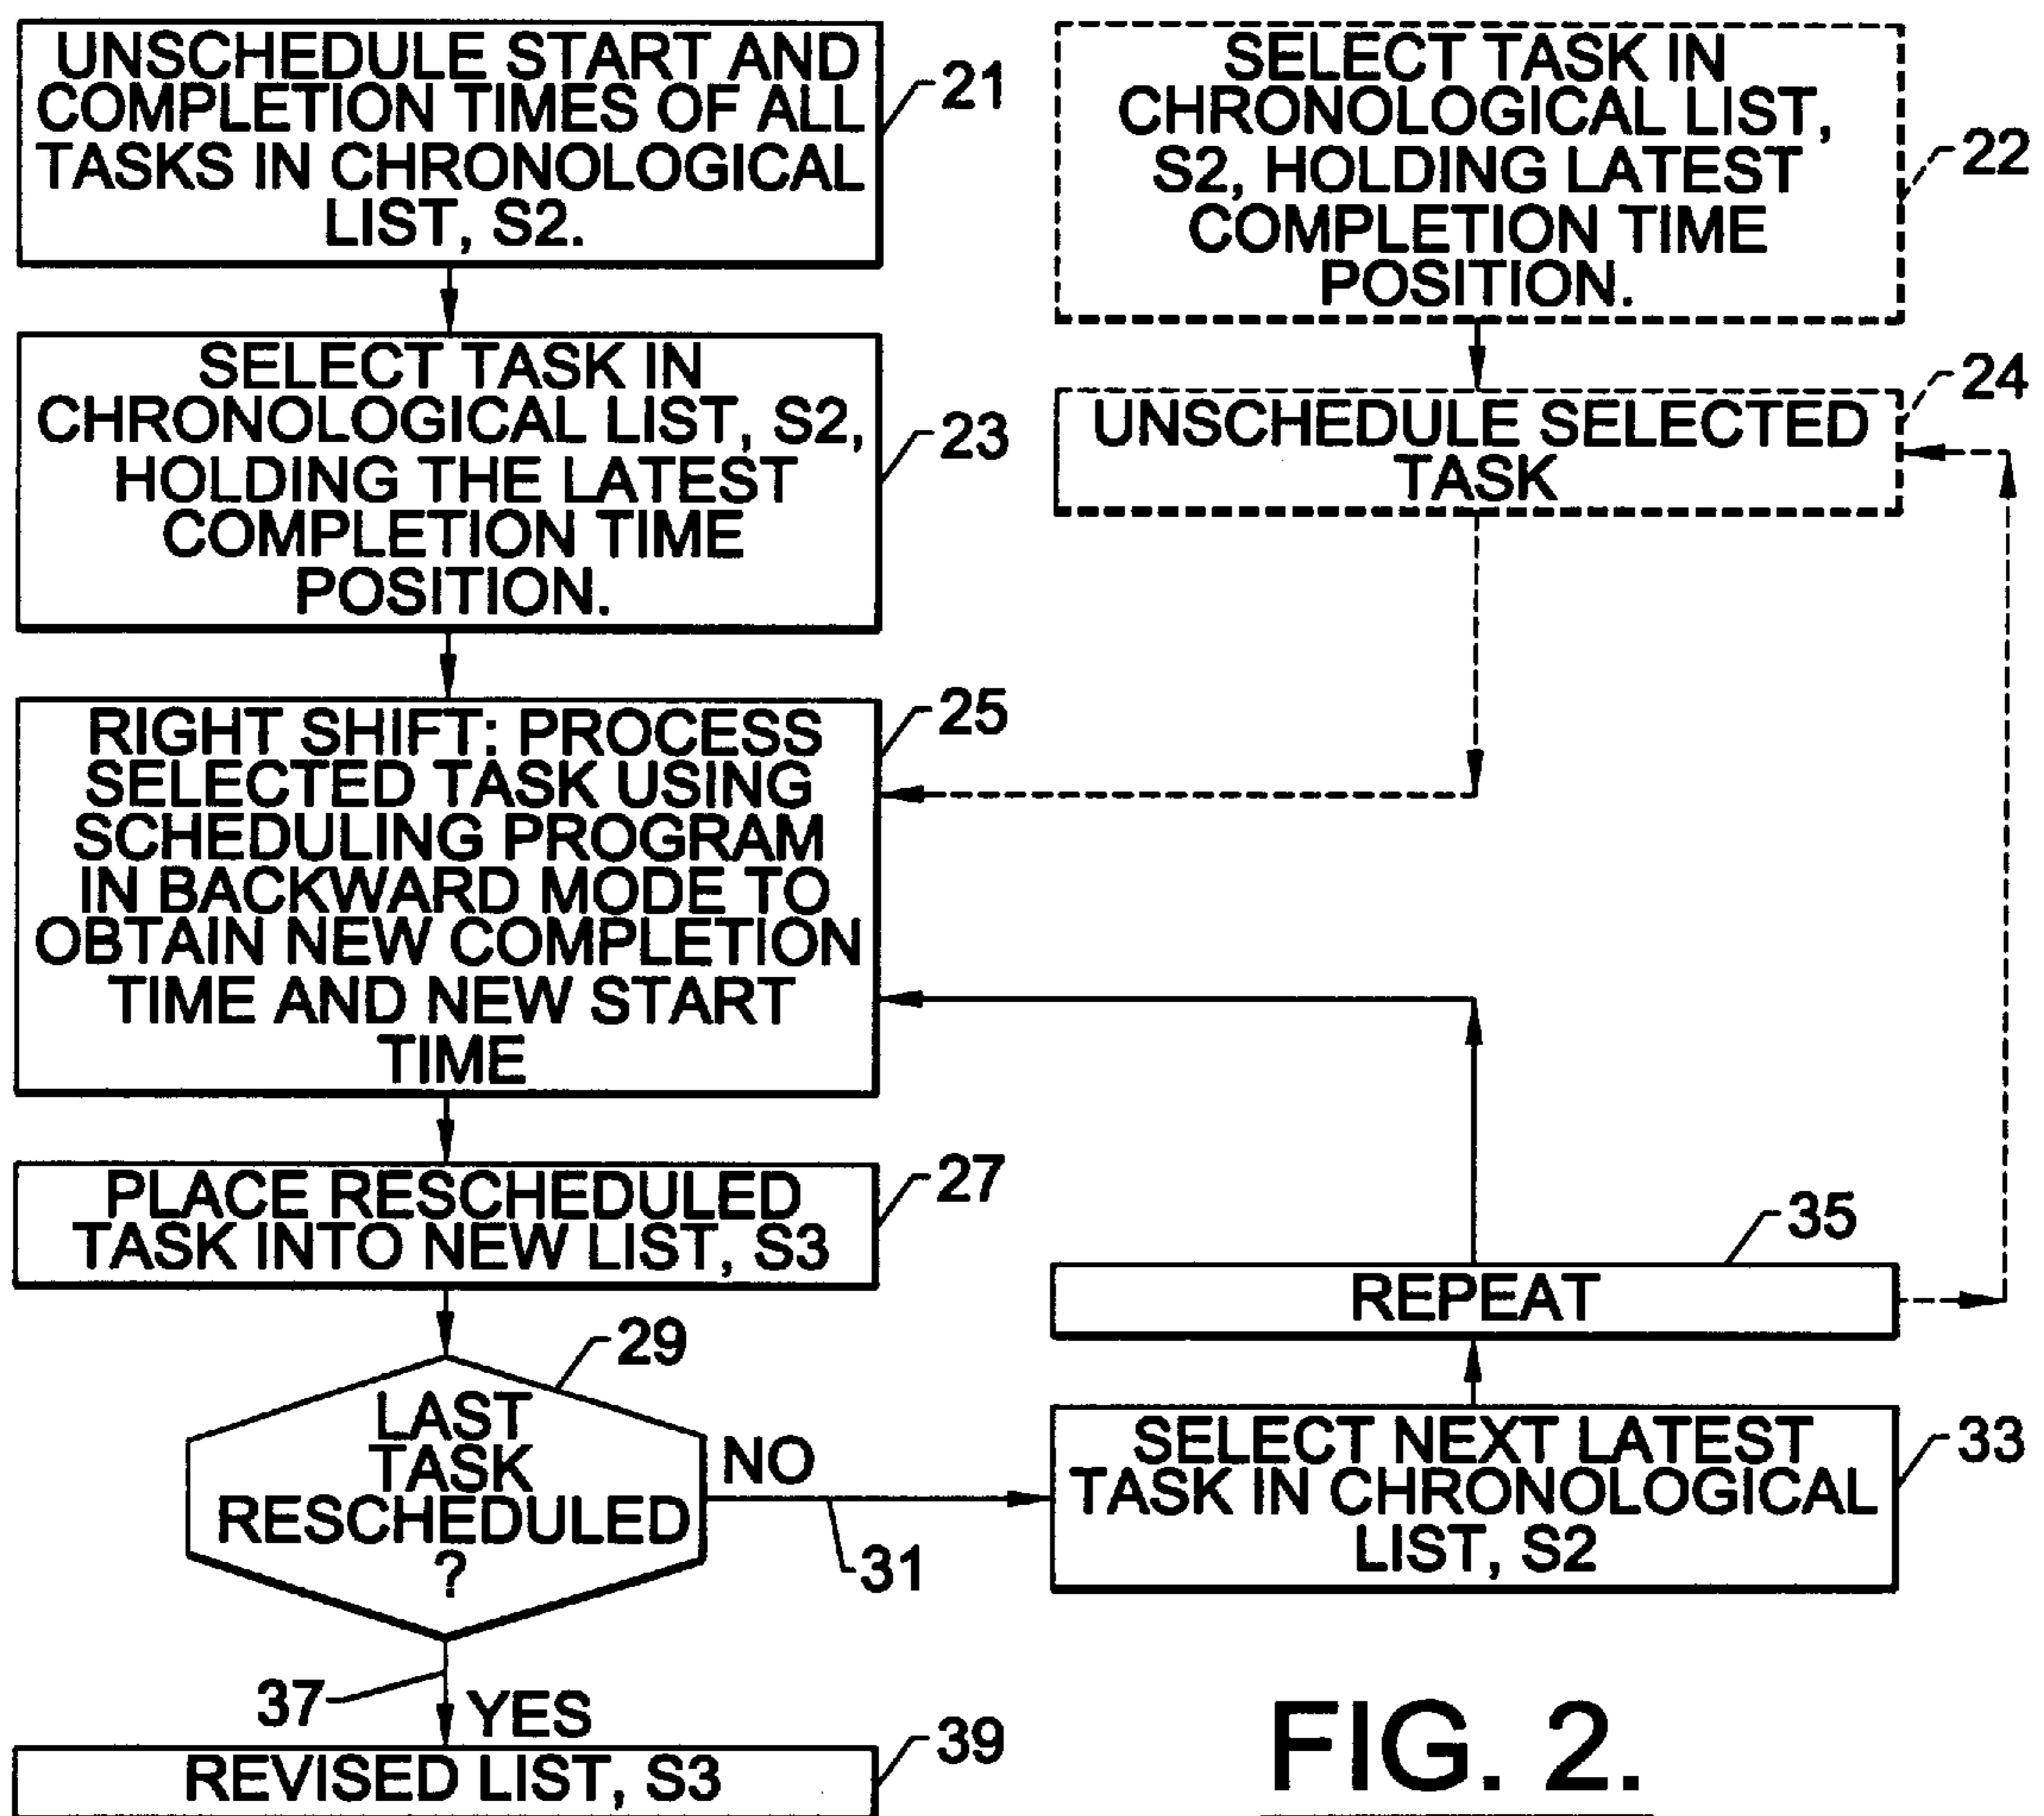 UNSCHEDULE START AND
COMPLETION TIMES OF ALL
TASKS IN CHRONOLOGICAL
LIST, S2.
21
SELECT TASK IN
CHRONOLOGICAL LIST,
S2, HOLDING LATEST
COMPLETION TIME
POSITION.
22
SELECT TASK IN
CHRONOLOGICAL LIST, S2,
HOLDING THE LATEST
COMPLETION TIME
POSITION.
23
UNSCHEDULE SELECTED
TASK
24
RIGHT SHIFT: PROCESS
SELECTED TASK USING
SCHEDULING PROGRAM
IN BACKWARD MODE TO
OBTAIN NEW COMPLETION
TIME AND NEW START
TIME
25
PLACE RESCHEDULED
TASK INTO NEW LIST, S3
27
LAST
TASK
RESCHEDULED
?
29
NO
31
SELECT NEXT LATEST
TASK IN CHRONOLOGICAL
LIST, S2
33
REPEAT
35
37
YES
REVISED LIST, S3
39
FIG. 2.